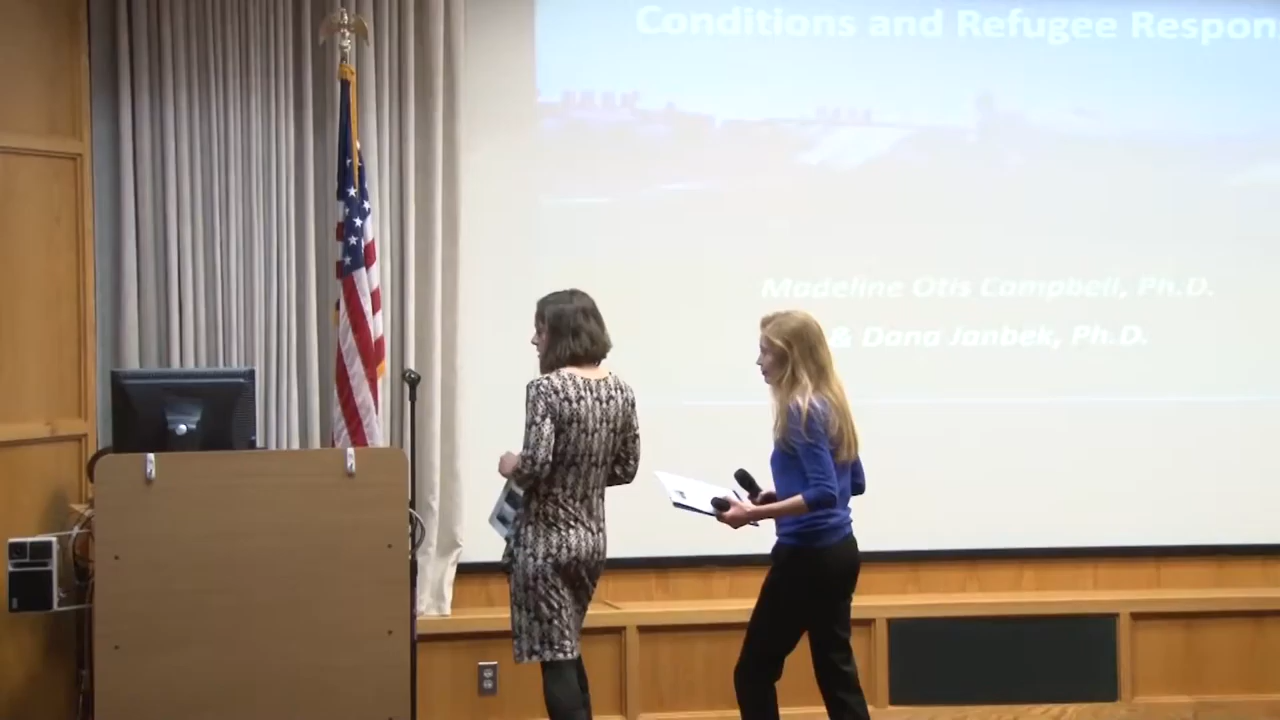 Conditions and Refugee Respon
Madeline Otis Campbell, Ph.D.
& Dana Janbek, Ph.D.